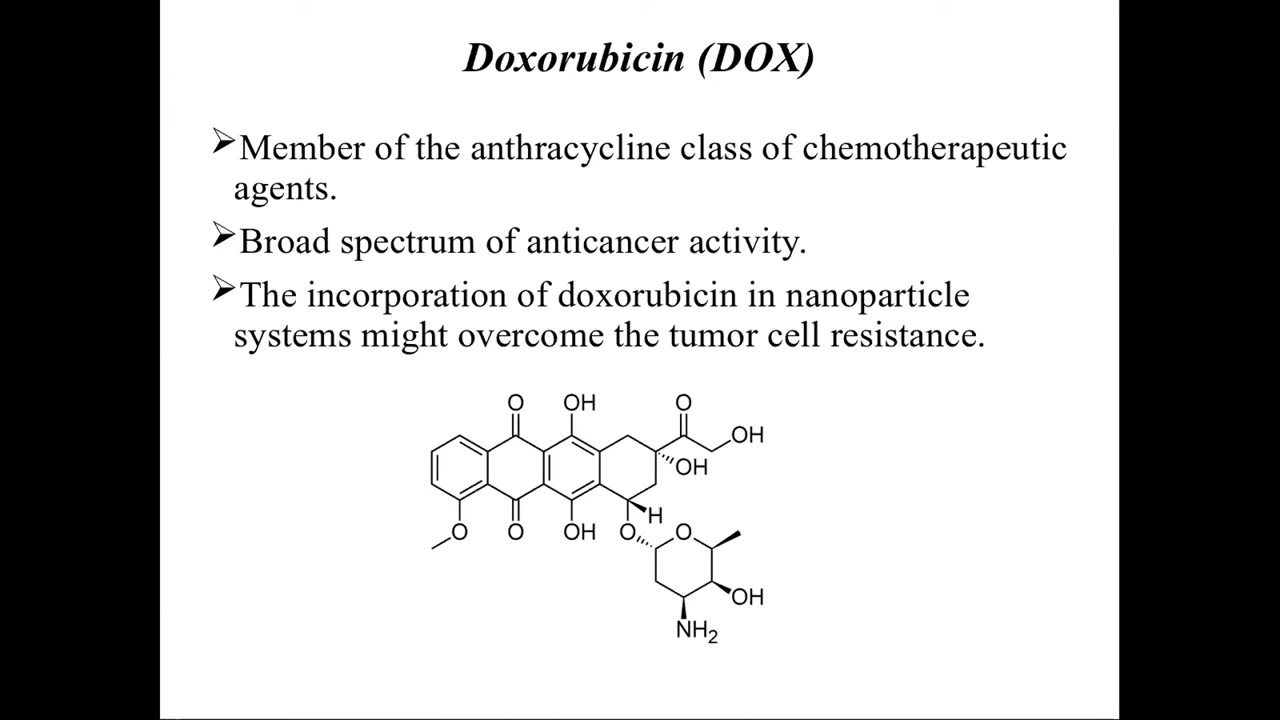 Doxorubicin (DOX)
➢Member of the anthracycline class of chemotherapeutic
agents.
➢Broad spectrum of anticancer activity.
➢The incorporation of doxorubicin in nanoparticle
systems might overcome the tumor cell resistance.
O OH O
OH
OH
H
O O OH O O
OH
NH2